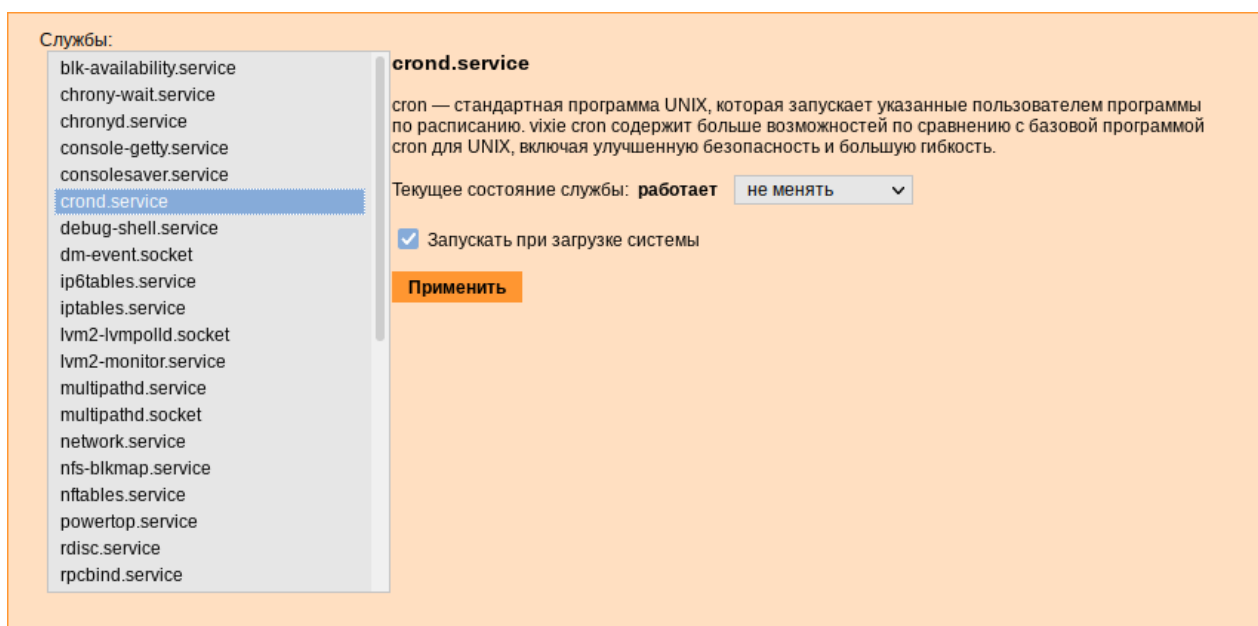 Службы:
blk-availability.service
chrony-wait.service
chronyd.service
console-getty.service
consolesaver.service
crond.service
debug-shell.service
dm-event.socket
ip6tables.service
iptables.service
lvm2-lvmpolld.socket
lvm2-monitor.service
multipathd.service
multipathd.socket
network.service
nfs-blkmap.service
nftables.service
powertop.service
rdisc.service
rpcbind.service
crond.service
cron — стандартная программа UNIX, которая запускает указанные пользователем программы
по расписанию. vixie cron содержит больше возможностей по сравнению с базовой программой
cron для UNIX, включая улучшенную безопасность и большую гибкость.
Текущее состояние службы: работает не менять
Запускать при загрузке системы
Применить